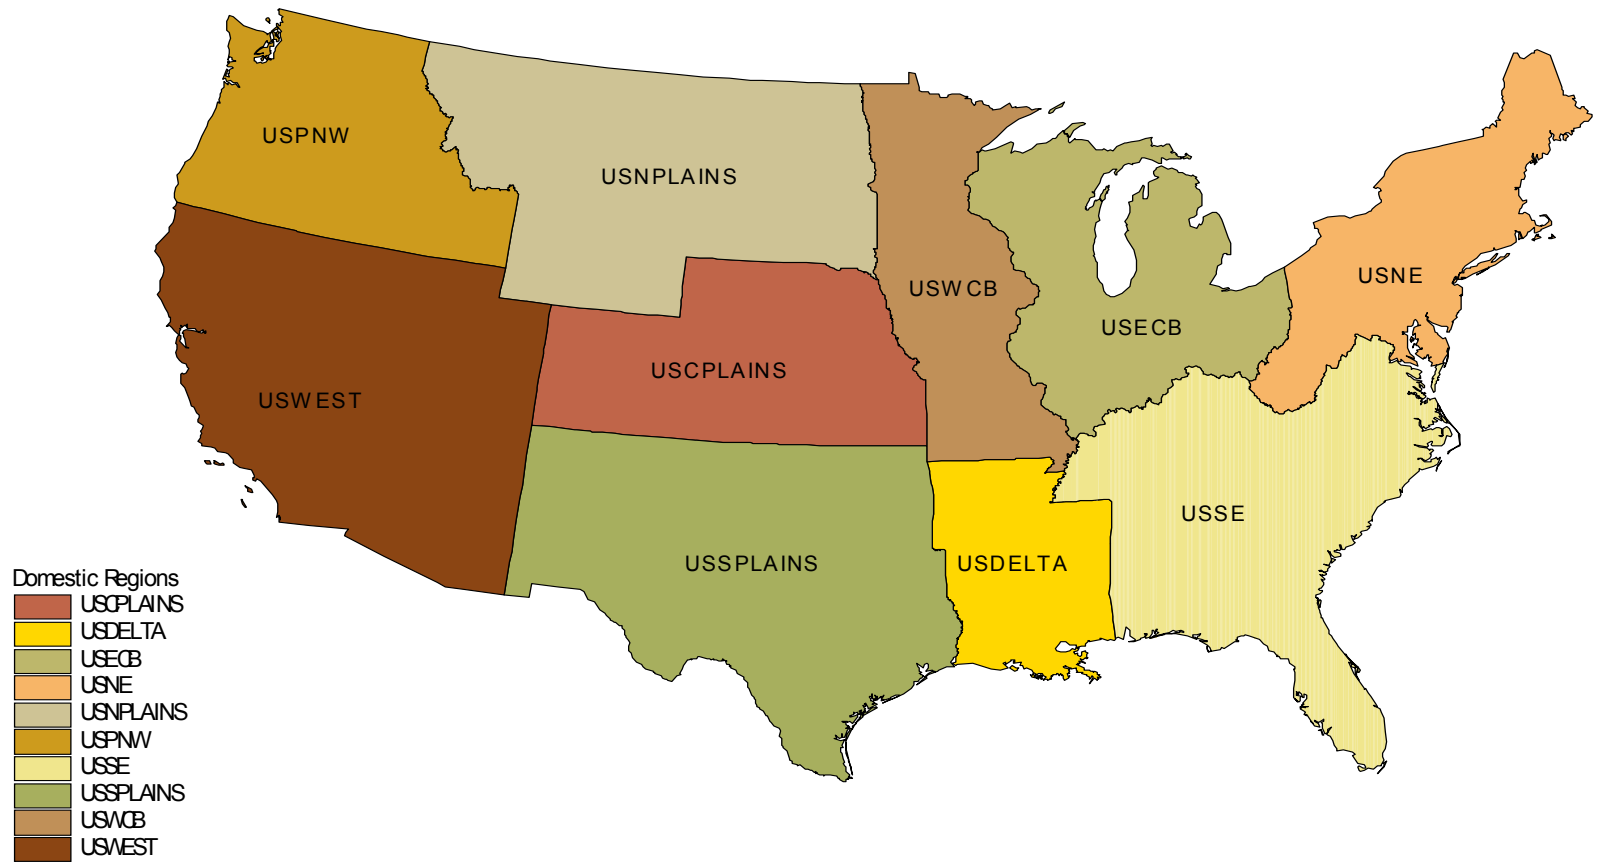 USPNW
USNPLAINS
USNE
USWCB
USECB
USCPLAINS
USWEST
USSE
USSPLAINS
USDELTA
Domestic Regions
USCPLAINS
USDELTA
USECB
USNE
USNPLAINS
USPNW
USSE
USSPLAINS
USWCB
USWEST